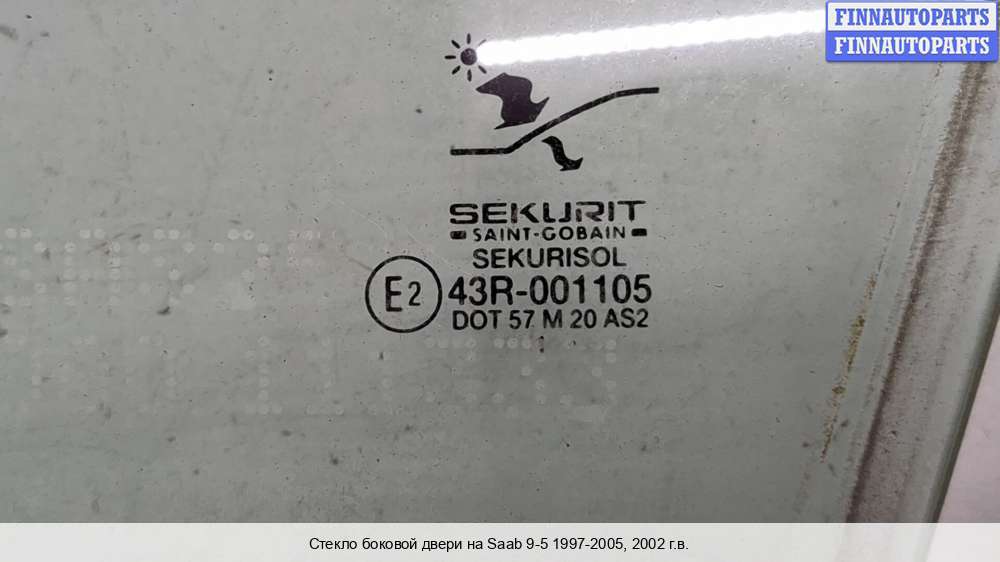 FINNAUTOPARTS
FINNAUTOPARTS
SEKURIT
SAINT-GOBAIN
SEKURISOL
E2 43R-001105
DOT 57 M 20 AS2
Стекло боковой двери на Saab 9-5 1997-2005, 2002 г.в.